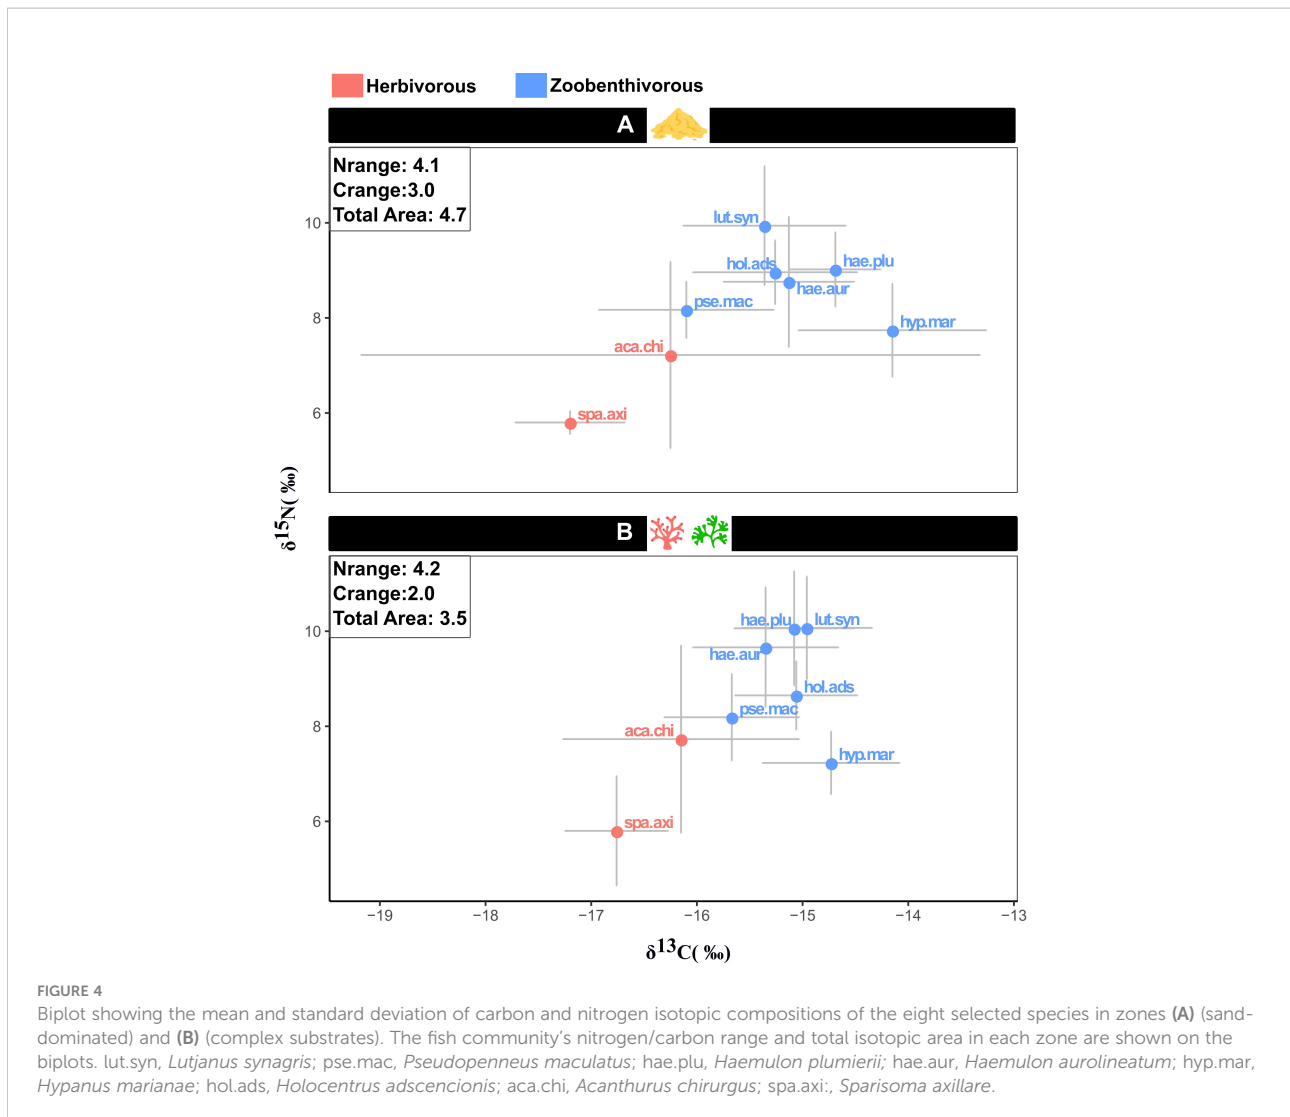 Herbivorous Zoobenthivorous
A
Nrange: 4.1
Crange:3.0
Total Area: 4.7
10
8
6
lut.syn
hol.ads
hae.plu
hae.aur
pse.mac
hyp.mar
aca.chi
spa.axi
δ15N( ‰)
B
Nrange: 4.2
Crange:2.0
Total Area: 3.5
10
8
6
hae.plu
lut.syn
hae.aur
hol.ads
pse.mac
aca.chi
hyp.mar
spa.axi
−19 −18 −17 −16 −15 −14 −13
δ13C( ‰)
FIGURE 4
Biplot showing the mean and standard deviation of carbon and nitrogen isotopic compositions of the eight selected species in zones (A) (sand-
dominated) and (B) (complex substrates). The fish community’s nitrogen/carbon range and total isotopic area in each zone are shown on the
biplots. lut.syn, Lutjanus synagris; pse.mac, Pseudopenneus maculatus; hae.plu, Haemulon plumierii; hae.aur, Haemulon aurolineatum; hyp.mar,
Hypanus marianae; hol.ads, Holocentrus adscencionis; aca.chi, Acanthurus chirurgus; spa.axi:, Sparisoma axillare.